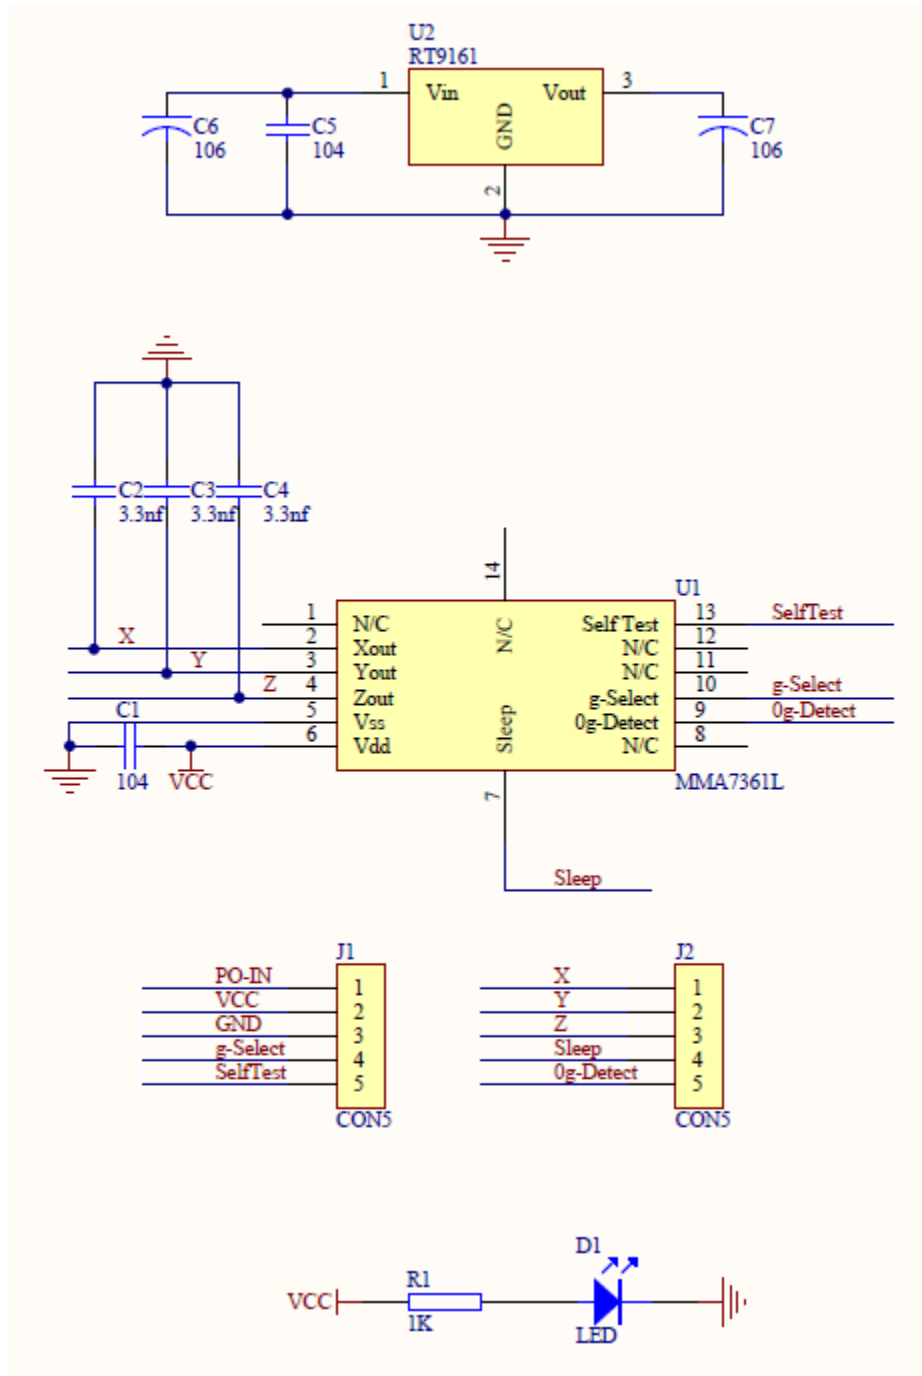 U2
RT9161
1 Vin Vout 3
GND
2
C6
106
C5
104
C7
106
C2
3.3nf
C3
3.3nf
C4
3.3nf
14
U1
1 N/C N/C Self Test 13 SelfTest
X 2 Xout N/C 12
Y 3 Yout N/C 11
Z 4 Zout g-Select 10 g-Select
C1 5 Vss Sleep 0g-Detect 9 0g-Detect
6 Vdd N/C 8
104 VCC
MMA7361L
7
Sleep
J1
PO-IN 1
VCC 2
GND 3
g-Select 4
SelfTest 5
CON5
J2
X 1
Y 2
Z 3
Sleep 4
0g-Detect 5
CON5
D1
R1
VCC
1K
LED